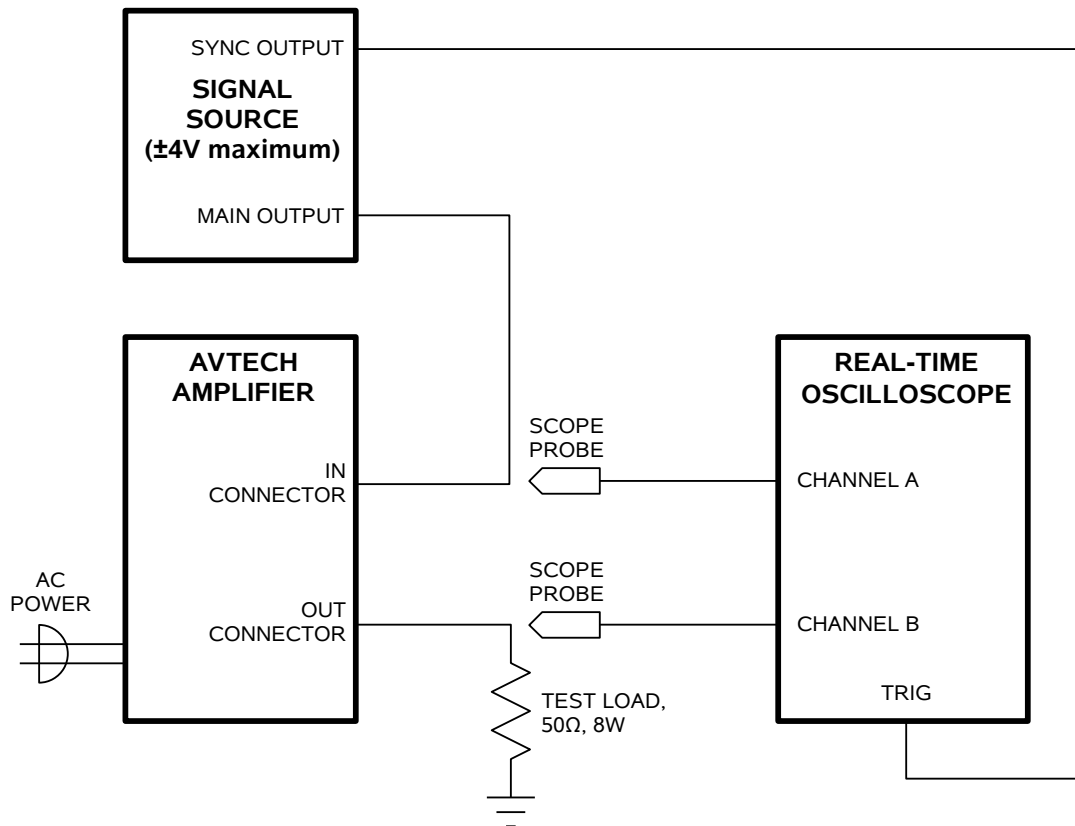 SYNC OUTPUT
SIGNAL
SOURCE
(±4V maximum)
MAIN OUTPUT
AVTECH
AMPLIFIER
IN
CONNECTOR
OUT
CONNECTOR
AC
POWER
SCOPE
PROBE
SCOPE
PROBE
TEST LOAD,
50Ω, 8W
REAL-TIME
OSCILLOSCOPE
CHANNEL A
CHANNEL B
TRIG